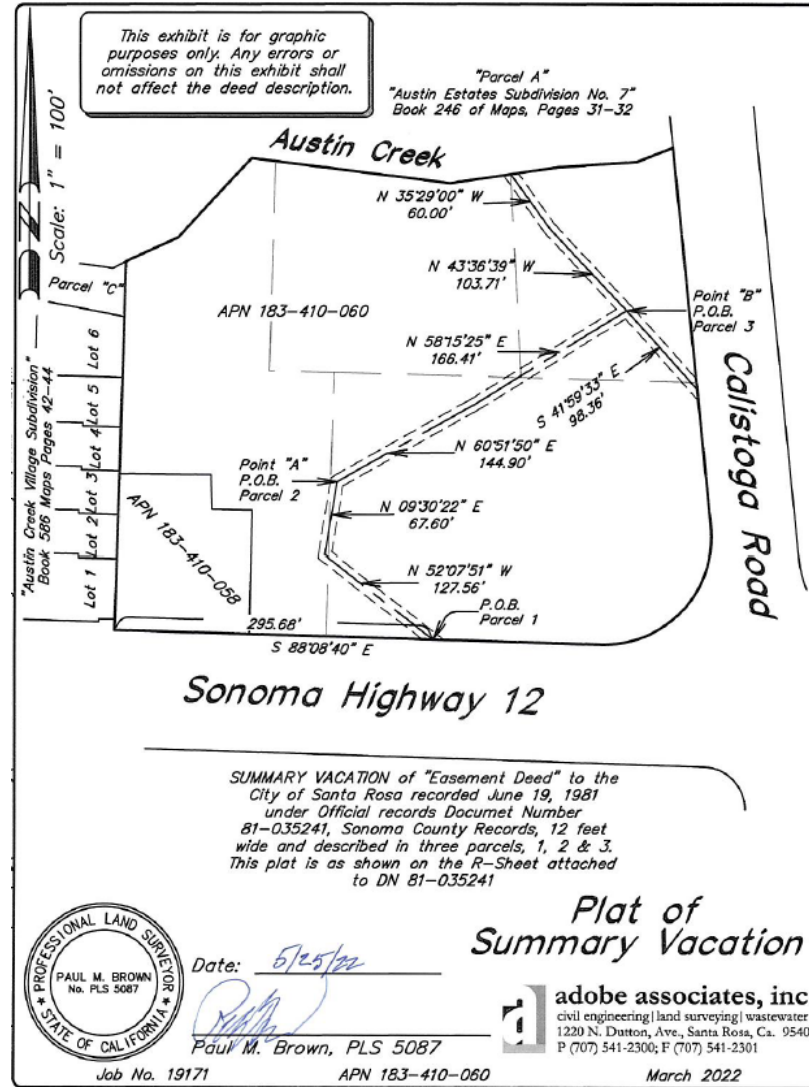 This exhibit is for graphic
purposes only. Any errors or
omissions on this exhibit shall
not affect the deed description.
"Parcel A"
"Austin Estates Subdivision No. 7"
Book 246 of Maps, Pages 31-32
Scale: 1" = 100'
Austin Creek
N 35°29'00" W
60.00'
N 43°36'39" W
103.71'
Parcel "C"
APN 183-410-060
Point "B"
P.O.B.
Parcel 3
N 58°15'25" E
166.41'
S 41°59'33" E
98.36'
Calistoga Road
"Austin Creek Village Subdivision"
Book 586 Maps Pages 42-44
Lot 6
Lot 5
Lot 4
Lot 3
Lot 2
Lot 1
N 60°51'50" E
144.90'
Point "A"
P.O.B.
Parcel 2
APN 183-410-058
N 09°30'22" E
67.60'
N 52°07'51" W
127.56'
P.O.B.
Parcel 1
295.68'
S 88°08'40" E
Sonoma Highway 12
SUMMARY VACATION of "Easement Deed" to the
City of Santa Rosa recorded June 19, 1981
under Official records Documet Number
81-035241, Sonoma County Records, 12 feet
wide and described in three parcels, 1, 2 & 3.
This plat is as shown on the R-Sheet attached
to DN 81-035241
Plat of
Summary Vacation
PROFESSIONAL LAND SURVEYOR
PAUL M. BROWN
No. PLS 5087
STATE OF CALIFORNIA
Date: 5/25/22
Paul M. Brown, PLS 5087
adobe associates, inc
civil engineering | land surveying | wastewater
1220 N. Dutton, Ave., Santa Rosa, Ca. 9540
P (707) 541-2300; F (707) 541-2301
Job No. 19171
APN 183-410-060
March 2022